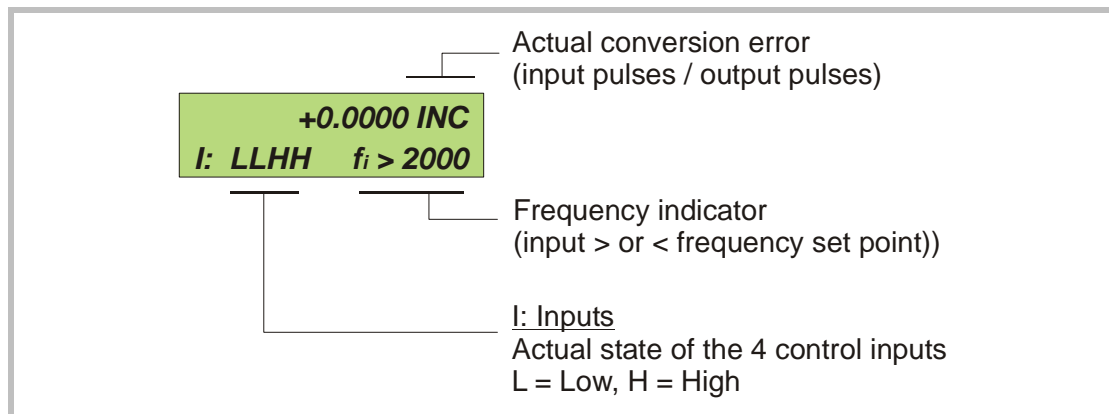 Actual conversion error
(input pulses / output pulses)
+0.0000 INC
I: LLHH fi > 2000
Frequency indicator
(input > or < frequency set point))
I: Inputs
Actual state of the 4 control inputs
L = Low, H = High